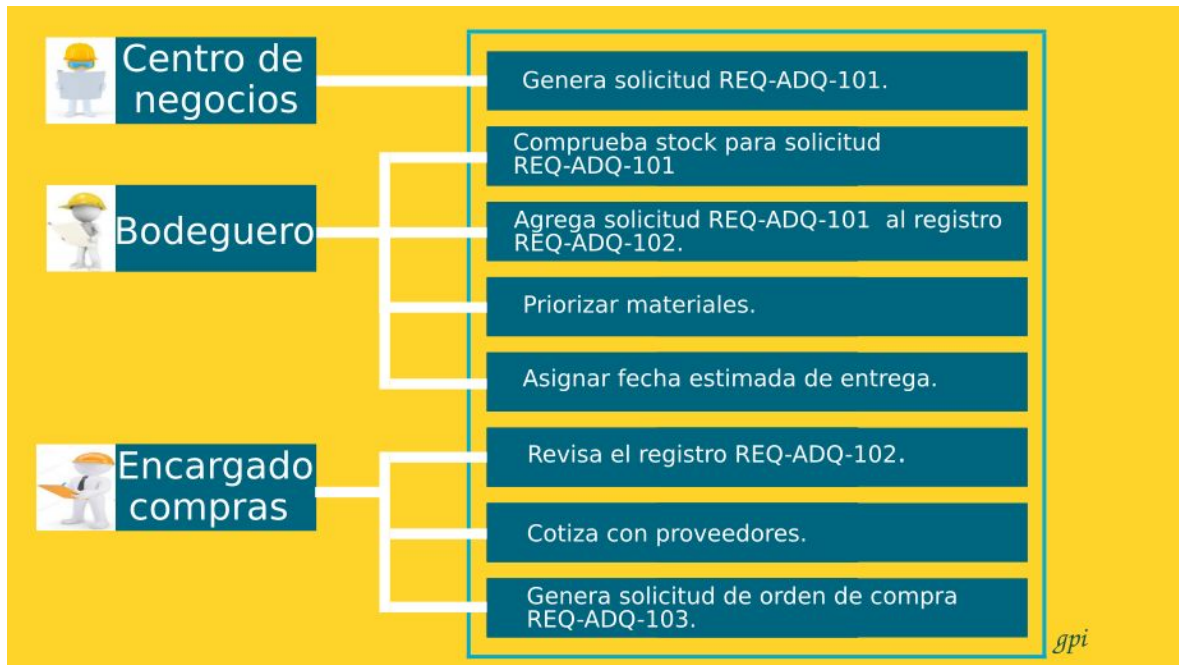 Centro de
negocios
Genera solicitud REQ-ADQ-101.
Comprueba stock para solicitud
REQ-ADQ-101
Bodeguero
Agrega solicitud REQ-ADQ-101 al registro
REQ-ADQ-102.
Priorizar materiales.
Asignar fecha estimada de entrega.
Encargado
compras
Revisa el registro REQ-ADQ-102.
Cotiza con proveedores.
Genera solicitud de orden de compra
REQ-ADQ-103.
gpi